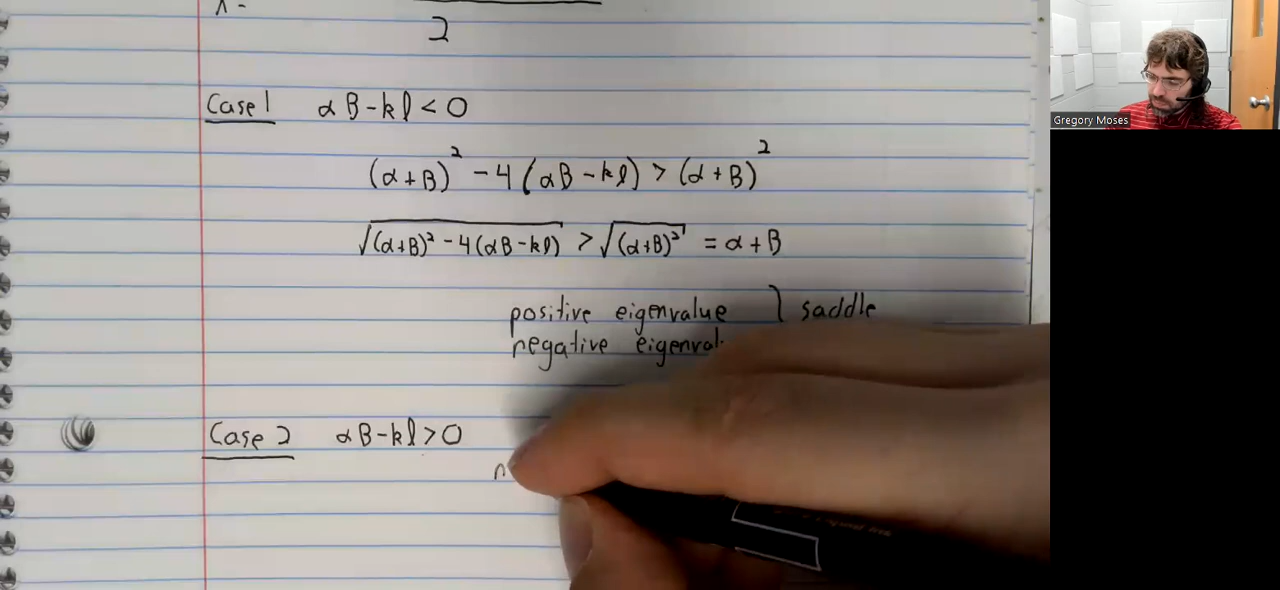 2
Case 1 αB-kl<0
(α+B)² -4(αB-kl)>(α+B)²
√(α+B)²-4(αB-kl) > √(α+B)² = α+B
positive eigenvalue } saddle
negative
Case 2 αB-kl>0
Gregory Moses